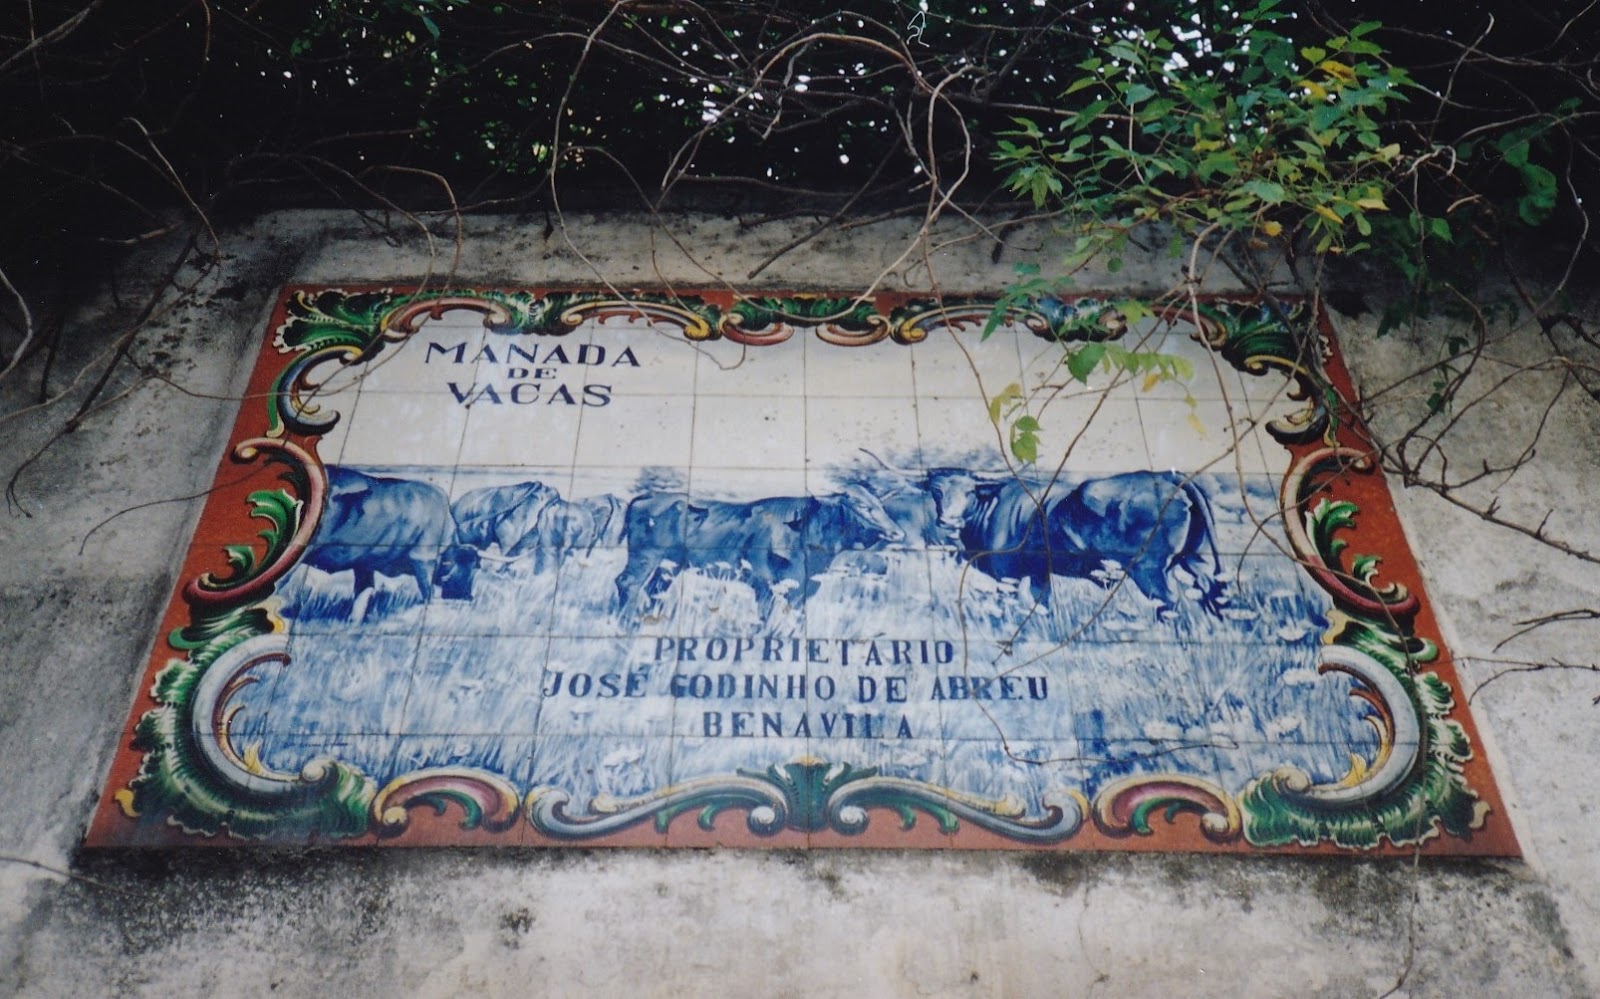 MANADA
DE
VACAS
PROPRIETÁRIO
JOSÉ GODINHO DE ABREU
BENAVILA